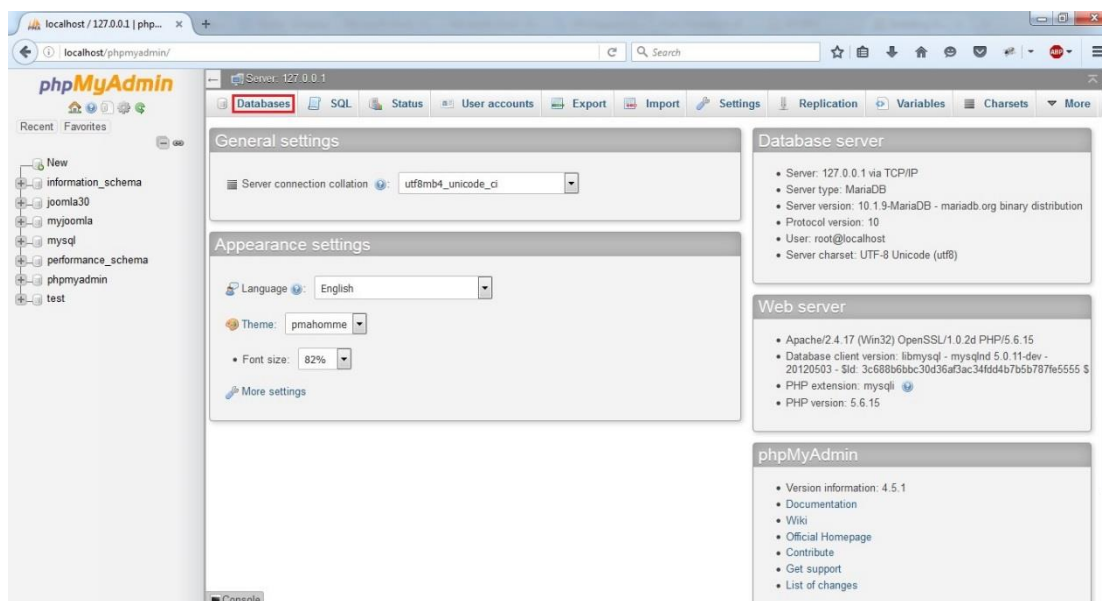 localhost / 127.0.0.1 | php...
localhost/phpmyadmin/
Search
ABP
phpMyAdmin
Recent Favorites
New
information_schema
joomla30
myjoomla
mysql
performance_schema
phpmyadmin
test
Server: 127.0.0.1
Databases SQL Status User accounts Export Import Settings Replication Variables Charsets More
General settings
Server connection collation : utf8mb4_unicode_ci
Appearance settings
Language : English
Theme: pmahomme
• Font size: 82%
More settings
Database server
• Server: 127.0.0.1 via TCP/IP
• Server type: MariaDB
• Server version: 10.1.9-MariaDB - mariadb.org binary distribution
• Protocol version: 10
• User: root@localhost
• Server charset: UTF-8 Unicode (utf8)
Web server
• Apache/2.4.17 (Win32) OpenSSL/1.0.2d PHP/5.6.15
• Database client version: libmysql - mysqlnd 5.0.11-dev -
20120503 - $Id: 3c688b6bbc30d36af3ac34fdd4b7b5b787fe5555 $
• PHP extension: mysqli
• PHP version: 5.6.15
phpMyAdmin
• Version information: 4.5.1
• Documentation
• Wiki
• Official Homepage
• Contribute
• Get support
• List of changes
Console